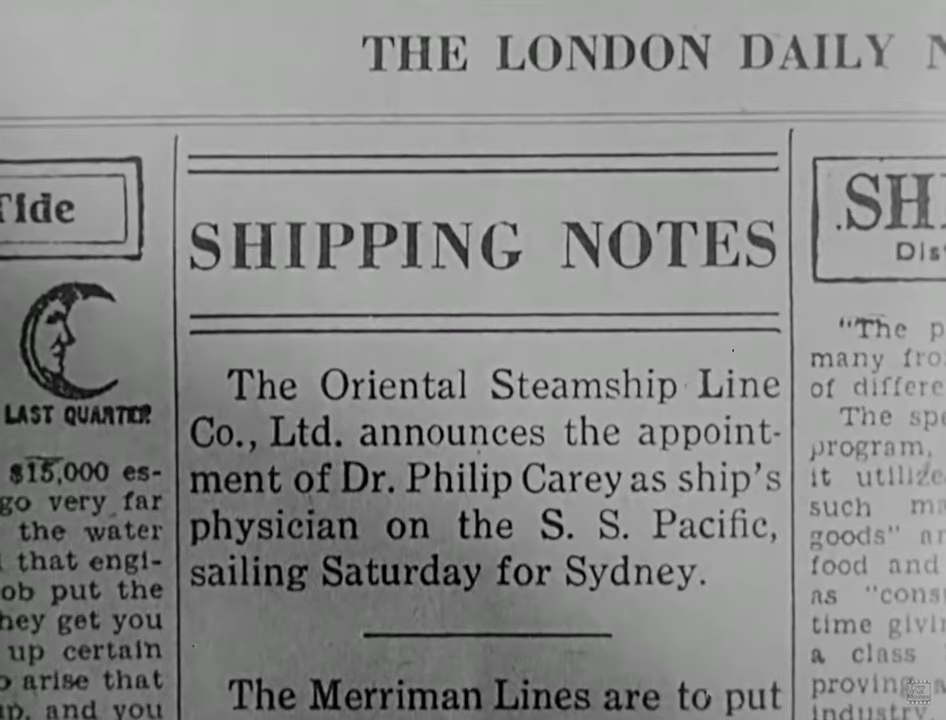 THE LONDON DAILY
Tide
LAST QUARTER
$15,000 es-
go very far
the water
that engi-
ob put the
hey get you
up certain
arise that
and you
SHIPPING NOTES
The Oriental Steamship Line
Co., Ltd. announces the appoint-
ment of Dr. Philip Carey as ship's
physician on the S. S. Pacific,
sailing Saturday for Sydney.
The Merriman Lines are to put
SH
Dis
"The p
many fro
of differe
The spe
program,
it utilize
such
goods" ar
food and
as "cons
time givi
a class
proving a
industry